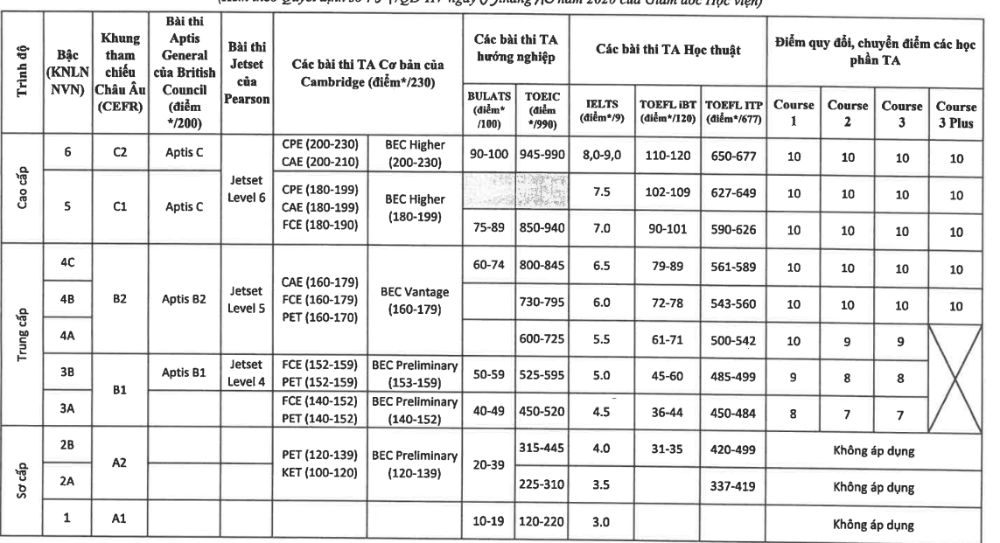 (Kèm theo Quyết định số /QĐ-HV ngày tháng năm 2020 của Giám đốc Học viện)
Trình độ
Bậc (KNLN NVN)
Khung tham chiếu Châu Âu (CEFR)
Bài thi Aptis General của British Council (điểm */200)
Bài thi Jetset của Pearson
Các bài thi TA Cơ bản của Cambridge (điểm*/230)
Các bài thi TA hướng nghiệp
Các bài thi TA Học thuật
Điểm quy đổi, chuyển điểm các học phần TA
BULATS (điểm* /100)
TOEIC (điểm */990)
IELTS (điểm*/9)
TOEFL iBT (điểm*/120)
TOEFL ITP (điểm*/677)
Course 1
Course 2
Course 3
Course 3 Plus
Cao cấp
6 C2 Aptis C Jetset Level 6 CPE (200-230) BEC Higher (200-230) 90-100 945-990 8,0-9,0 110-120 650-677 10 10 10 10
CAE (200-210)
5 C1 Aptis C CPE (180-199) BEC Higher (180-199) 7.5 102-109 627-649 10 10 10 10
CAE (180-199)
FCE (180-190)
75-89 850-940 7.0 90-101 590-626 10 10 10 10
Trung cấp
4C B2 Aptis B2 Jetset Level 5 CAE (160-179) BEC Vantage (160-179) 60-74 800-845 6.5 79-89 561-589 10 10 10 10
FCE (160-179)
PET (160-170)
4B 730-795 6.0 72-78 543-560 10 10 10 10
4A 600-725 5.5 61-71 500-542 10 9 9
3B B1 Aptis B1 Jetset Level 4 FCE (152-159) BEC Preliminary (153-159) 50-59 525-595 5.0 45-60 485-499 9 8 8
PET (152-159)
3A FCE (140-152) BEC Preliminary (140-152) 40-49 450-520 4.5 36-44 450-484 8 7 7
PET (140-152)
Sơ cấp
2B A2 PET (120-139) BEC Preliminary (120-139) 20-39 315-445 4.0 31-35 420-499 Không áp dụng
KET (100-120)
2A 225-310 3.5 337-419 Không áp dụng
1 A1 10-19 120-220 3.0 Không áp dụng